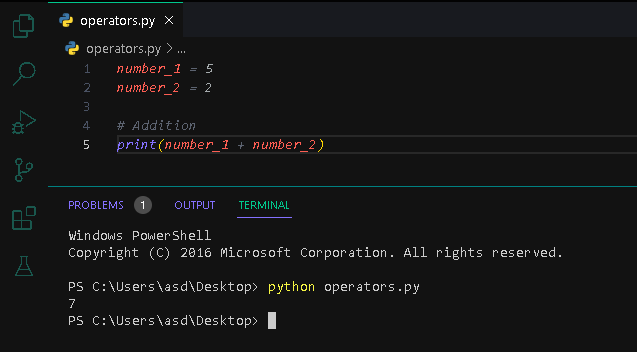 operators.py ×
operators.py > ...
1 number_1 = 5
2 number_2 = 2
3
4 # Addition
5 print(number_1 + number_2)
PROBLEMS 1 OUTPUT TERMINAL
Windows PowerShell
Copyright (C) 2016 Microsoft Corporation. All rights reserved.
PS C:\Users\asd\Desktop> python operators.py
7
PS C:\Users\asd\Desktop>